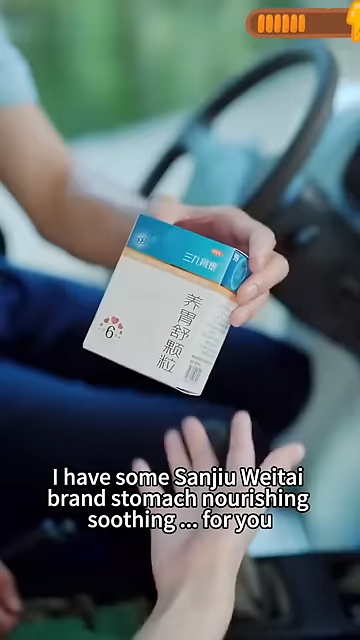 三九胃泰
养胃舒颗粒
6
I have some Sanjiu Weitai
brand stomach nourishing
soothing ... for you